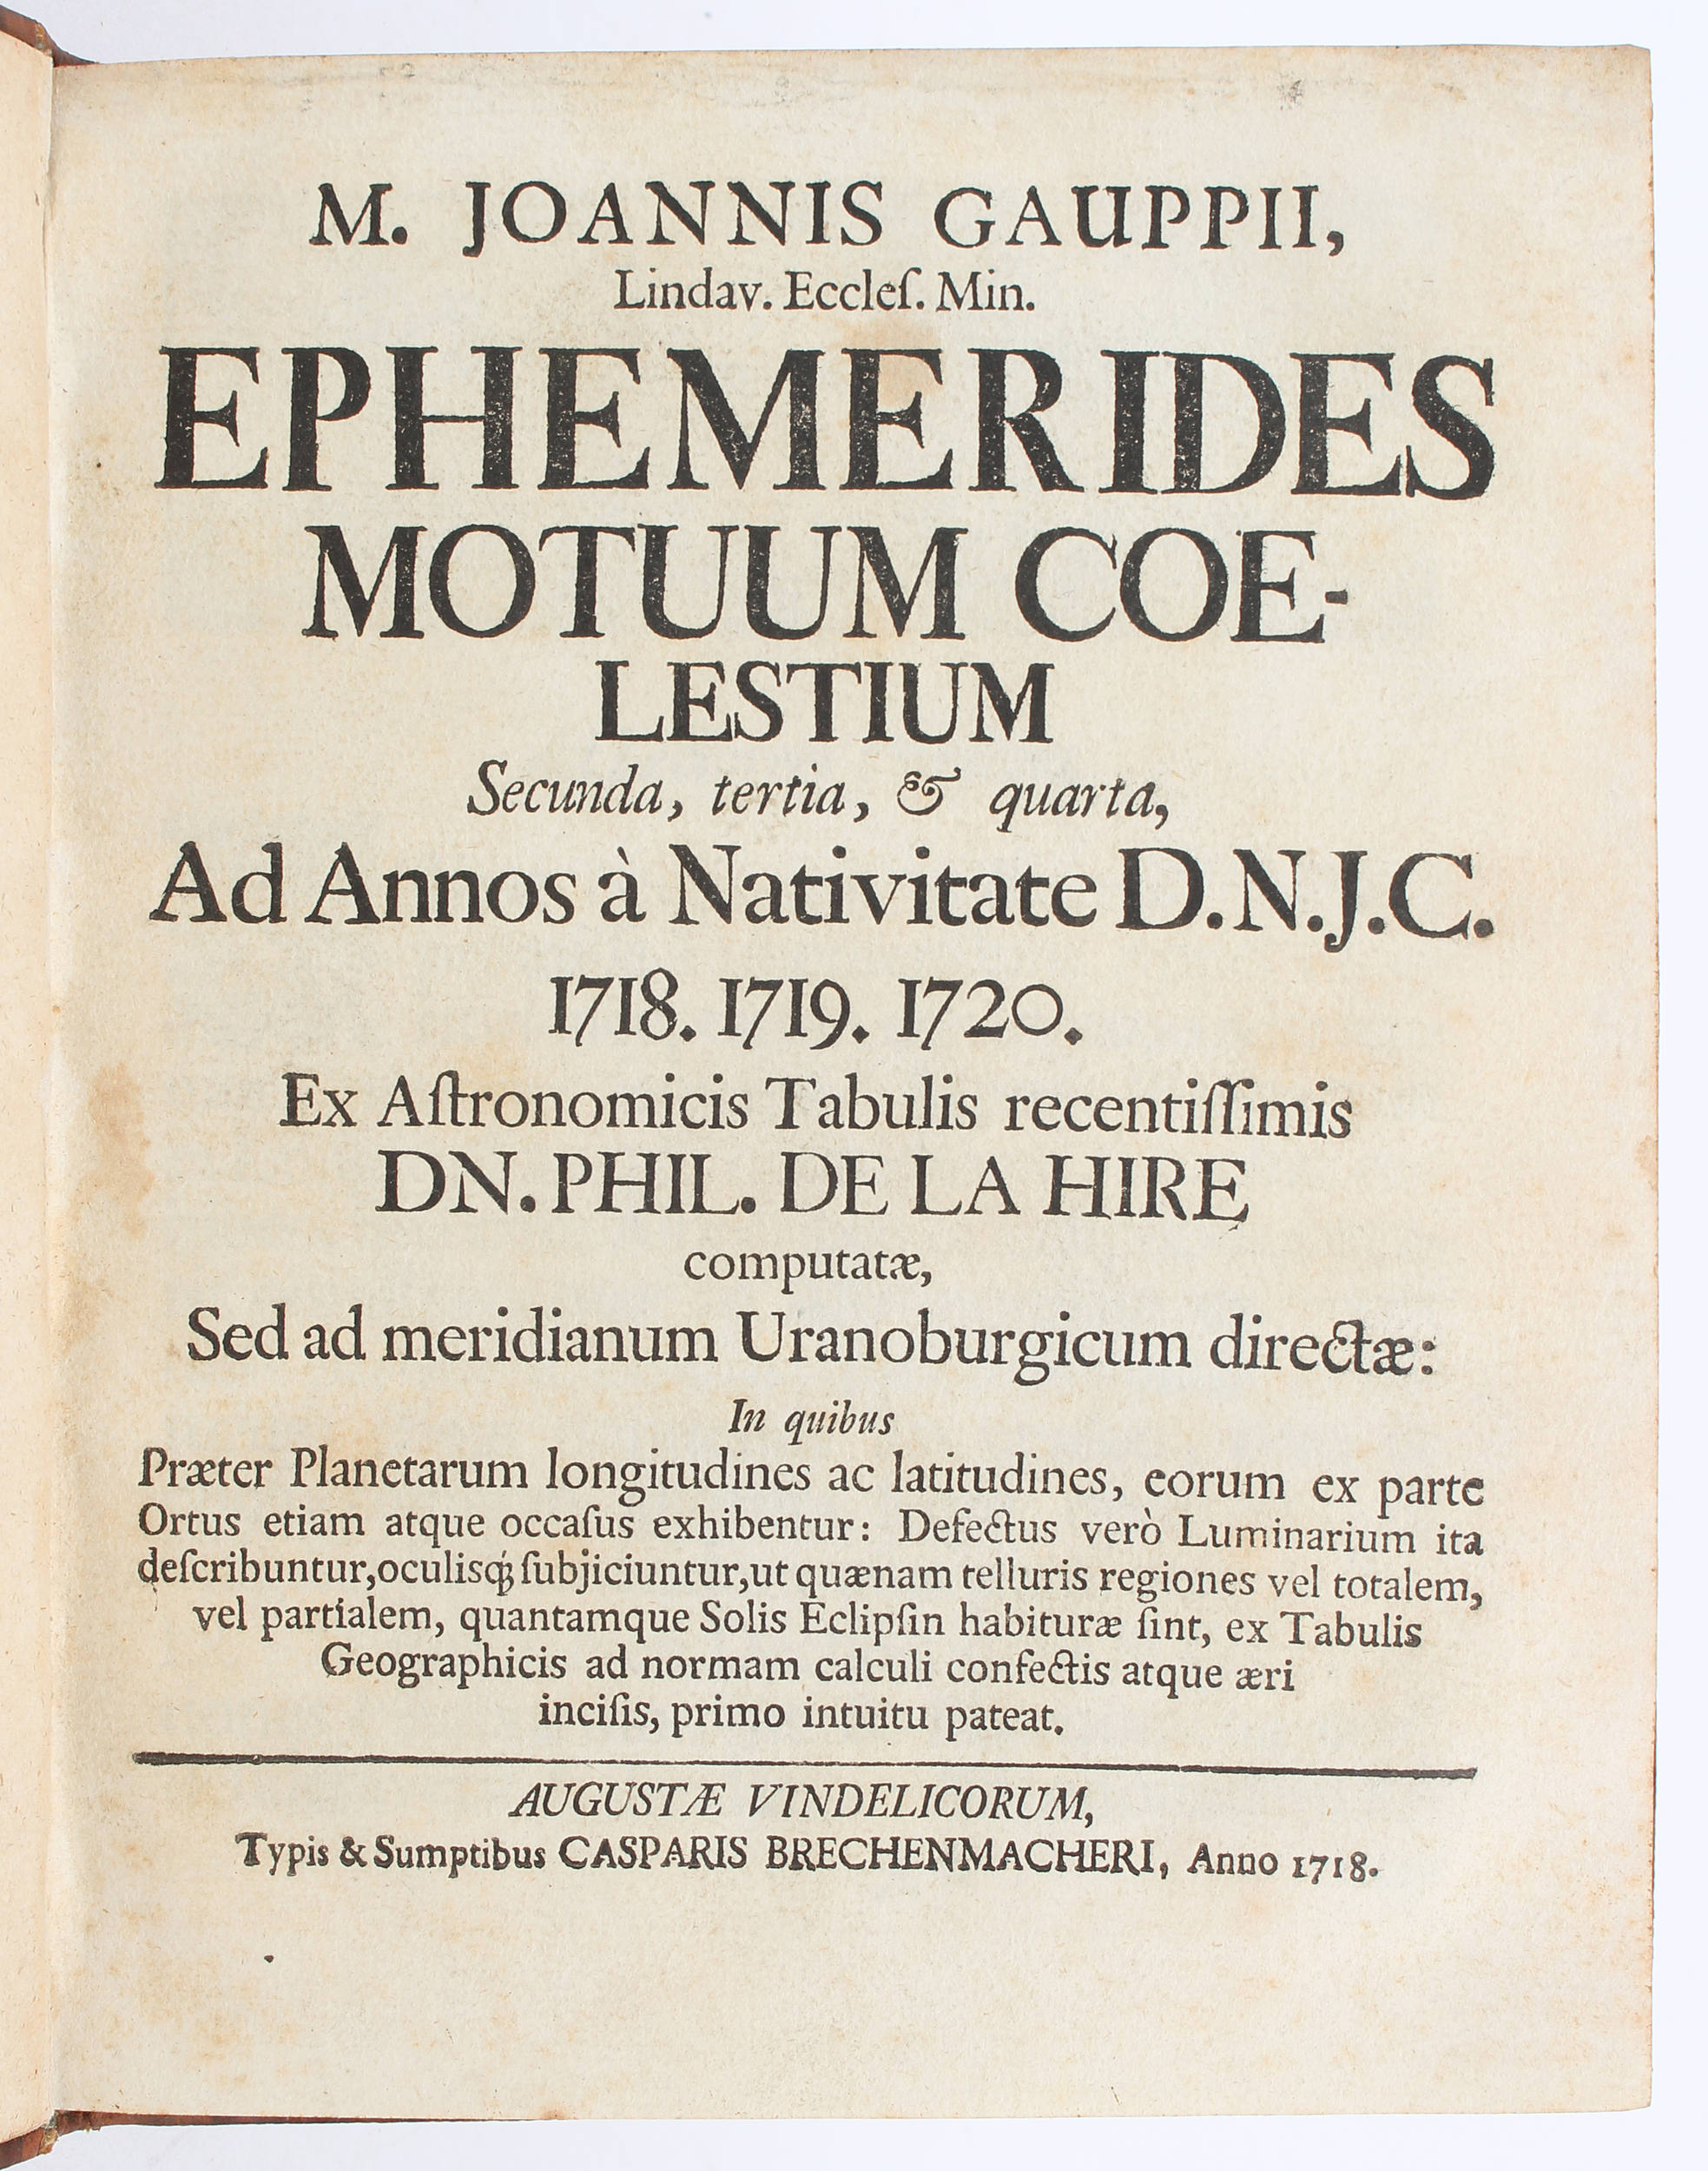 M. JOANNIS GAUPPII,
Lindav. Eccleſ. Min.
EPHEMERIDES
MOTUUM COE-
LESTIUM
Secunda, tertia, & quarta,
Ad Annos à Nativitate D.N.J.C.
1718. 1719. 1720.
Ex Aſtronomicis Tabulis recentiſſimis
DN. PHIL. DE LA HIRE
computatæ,
Sed ad meridianum Uranoburgicum directæ:
In quibus
Præter Planetarum longitudines ac latitudines, eorum ex parte
Ortus etiam atque occaſus exhibentur: Defectus verò Luminarium ita
deſcribuntur, oculisq́; ſubjiciuntur, ut quænam telluris regiones vel totalem,
vel partialem, quantamque Solis Eclipſin habituræ ſint, ex Tabulis
Geographicis ad normam calculi confectis atque æri
inciſis, primo intuitu pateat.
AUGUSTÆ VINDELICORUM,
Typis & Sumptibus CASPARIS BRECHENMACHERI, Anno 1718.